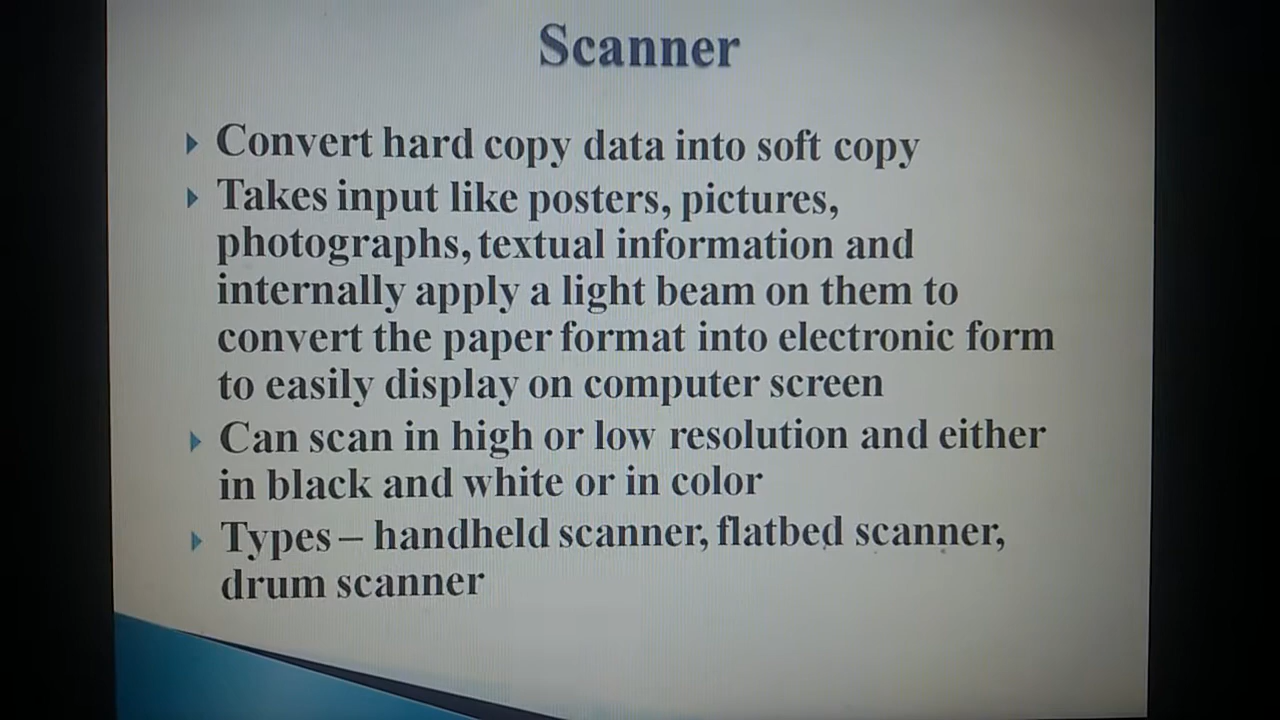 Scanner
Convert hard copy data into soft copy
Takes input like posters, pictures,
photographs, textual information and
internally apply a light beam on them to
convert the paper format into electronic form
to easily display on computer screen
Can scan in high or low resolution and either
in black and white or in color
Types – handheld scanner, flatbed scanner,
drum scanner